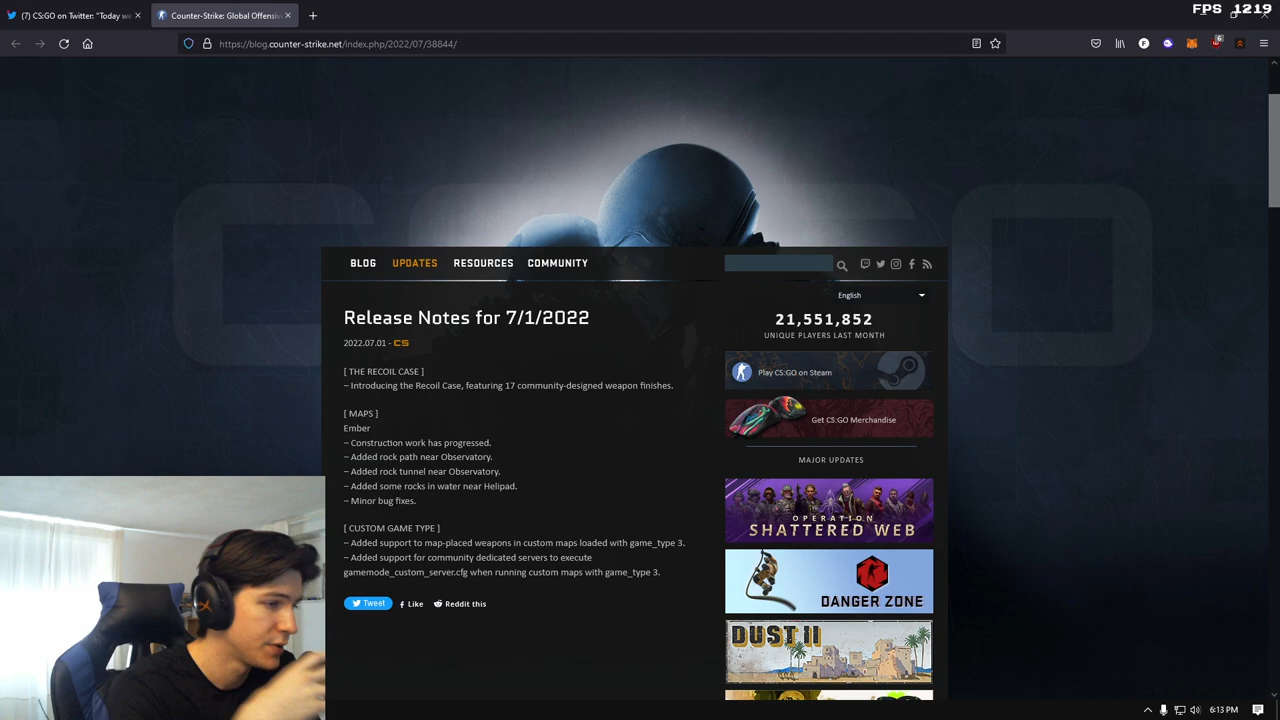 (7) CS:GO on Twitter: "Today we
Counter-Strike: Global Offensive
FPS 1219
https://blog.counter-strike.net/index.php/2022/07/38844/
6
BLOG
UPDATES
RESOURCES
COMMUNITY
English
Release Notes for 7/1/2022
2022.07.01 - CS
[ THE RECOIL CASE ]
– Introducing the Recoil Case, featuring 17 community-designed weapon finishes.
[ MAPS ]
Ember
– Construction work has progressed.
– Added rock path near Observatory.
– Added rock tunnel near Observatory.
– Added some rocks in water near Helipad.
– Minor bug fixes.
[ CUSTOM GAME TYPE ]
– Added support to map-placed weapons in custom maps loaded with game_type 3.
– Added support for community dedicated servers to execute
gamemode_custom_server.cfg when running custom maps with game_type 3.
Tweet
Like
Reddit this
21,551,852
UNIQUE PLAYERS LAST MONTH
Play CS:GO on Steam
Get CS:GO Merchandise
MAJOR UPDATES
OPERATION
SHATTERED WEB
DANGER ZONE
DUST II
6:13 PM